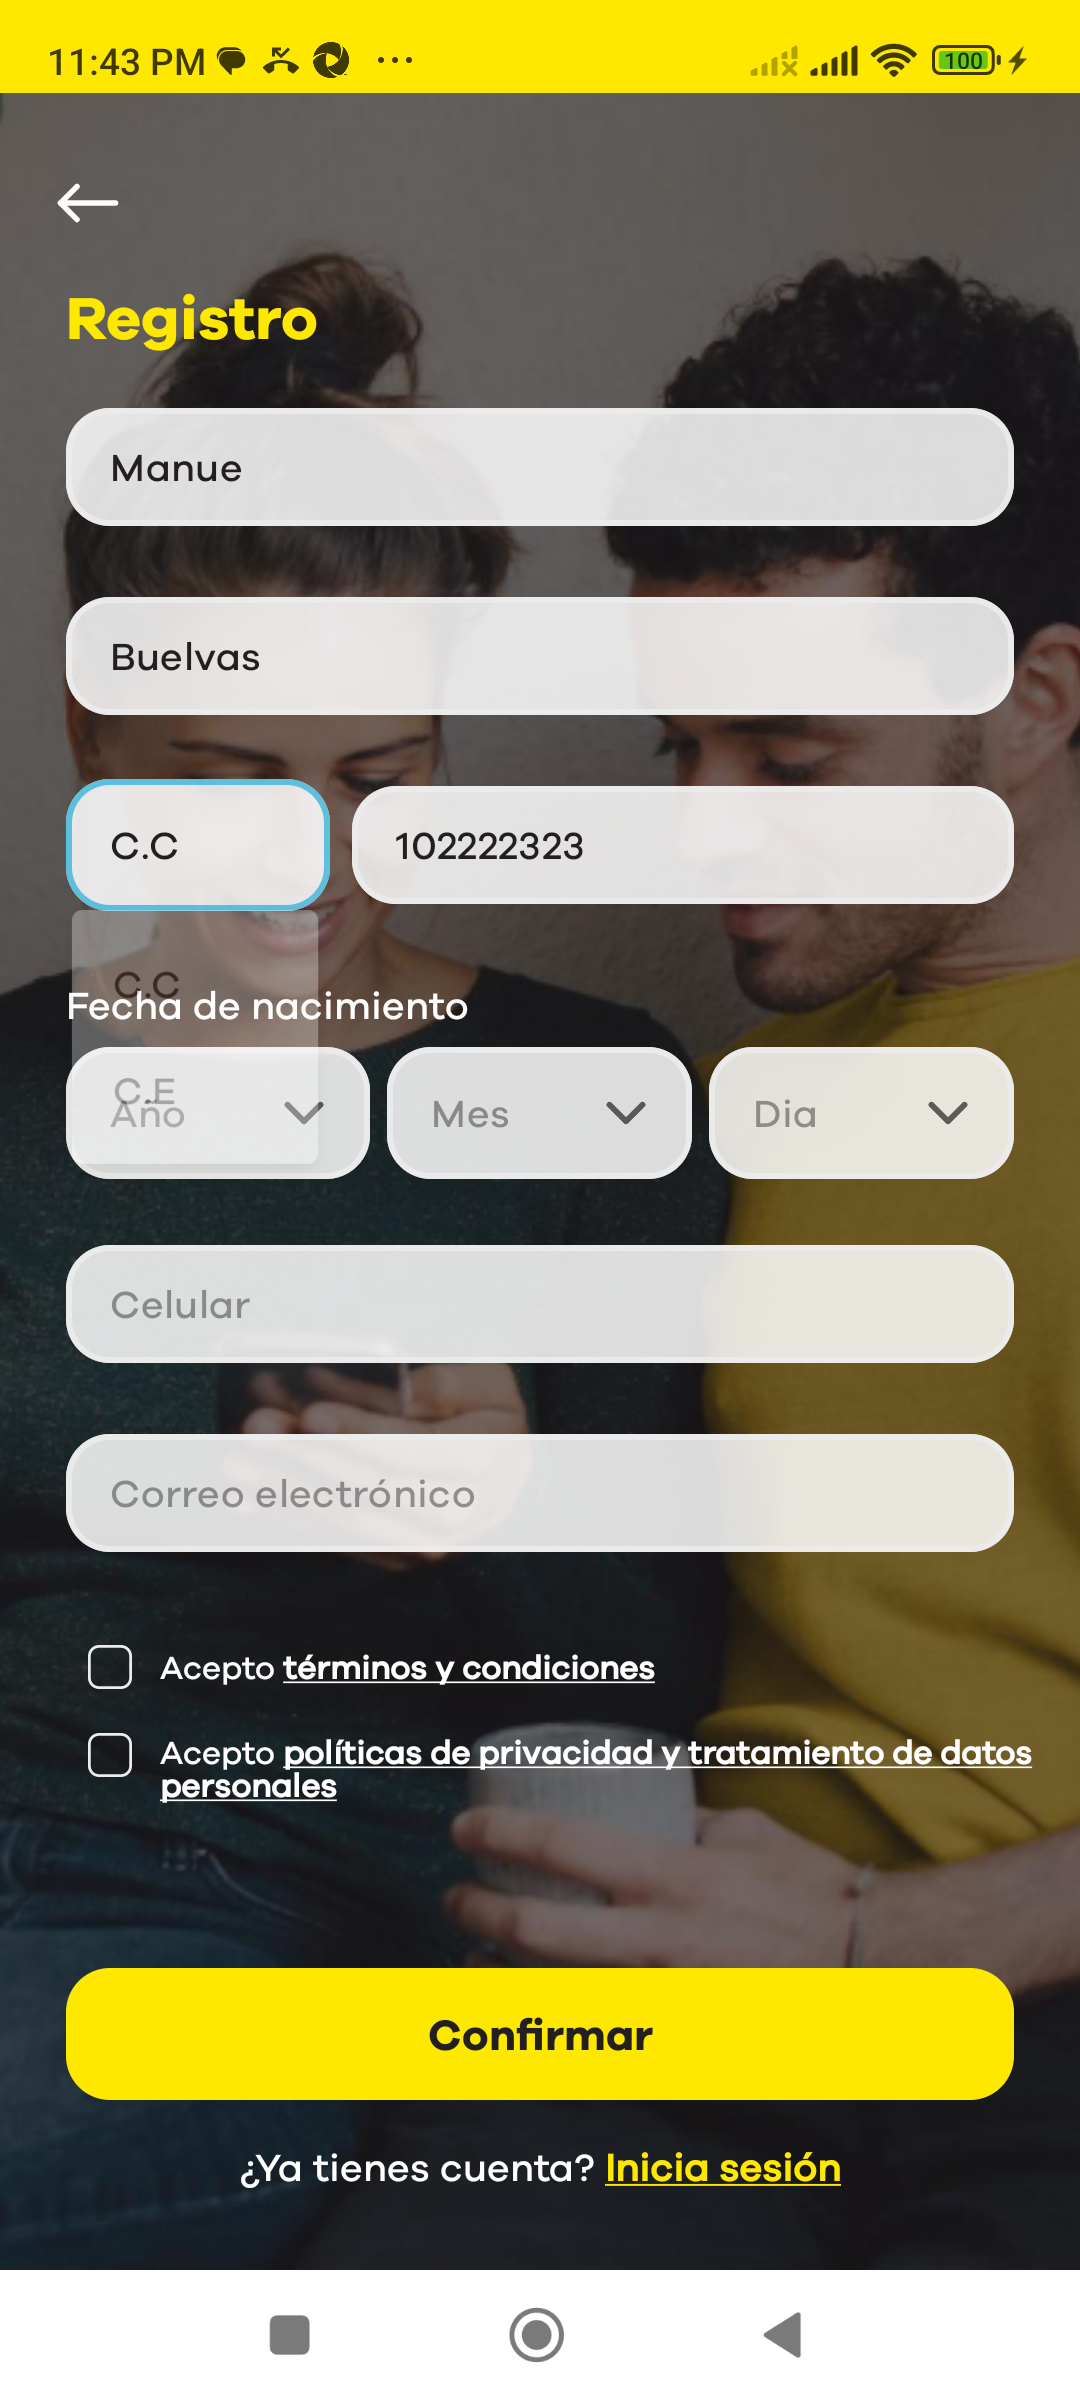 11:43 PM
100
Registro
Manue
Buelvas
C.C
102222323
C.C
Fecha de nacimiento
C.E
Año
Mes
Dia
Celular
Correo electrónico
Acepto términos y condiciones
Acepto políticas de privacidad y tratamiento de datos
personales
Confirmar
¿Ya tienes cuenta? Inicia sesión